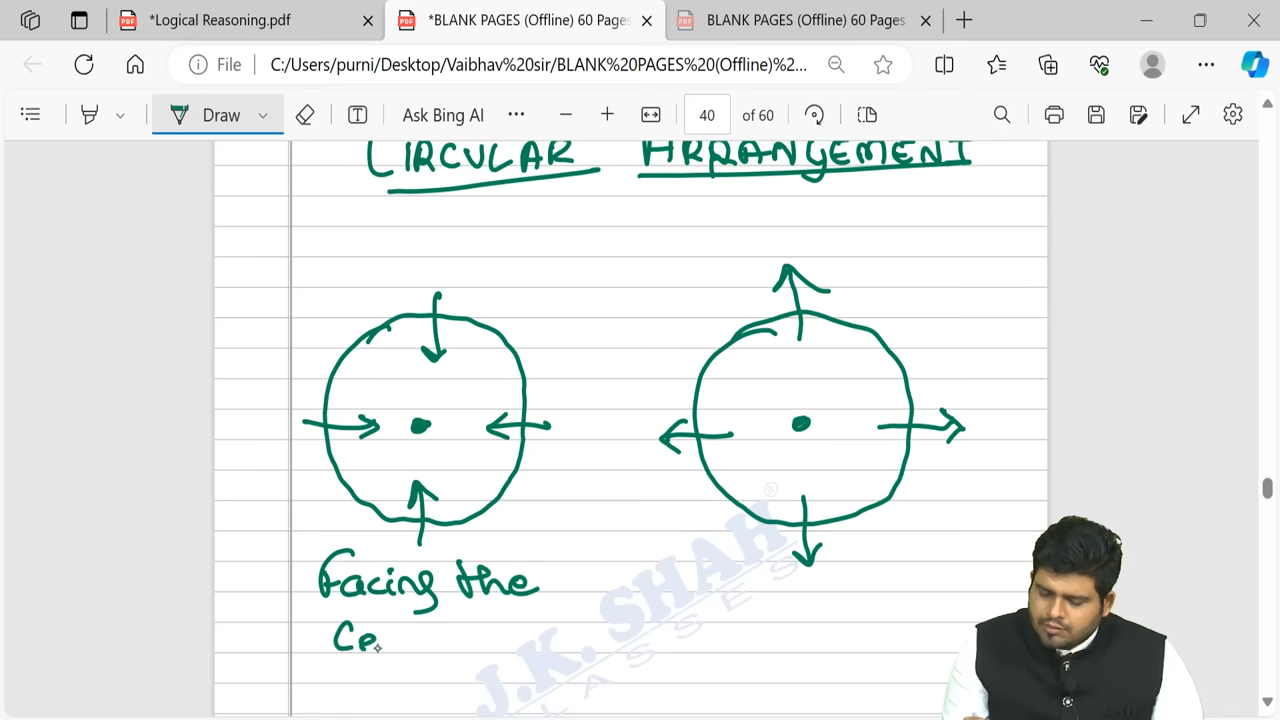 *Logical Reasoning.pdf
*BLANK PAGES (Offline) 60 Pages
BLANK PAGES (Offline) 60 Pages
File
C:/Users/purni/Desktop/Vaibhav%20sir/BLANK%20PAGES%20(Offline)%2...
Draw
Ask Bing AI
40
of 60
CIRCULAR ARRANGEMENT
Facing the
Ce
J.K. SHAH®
LASSES